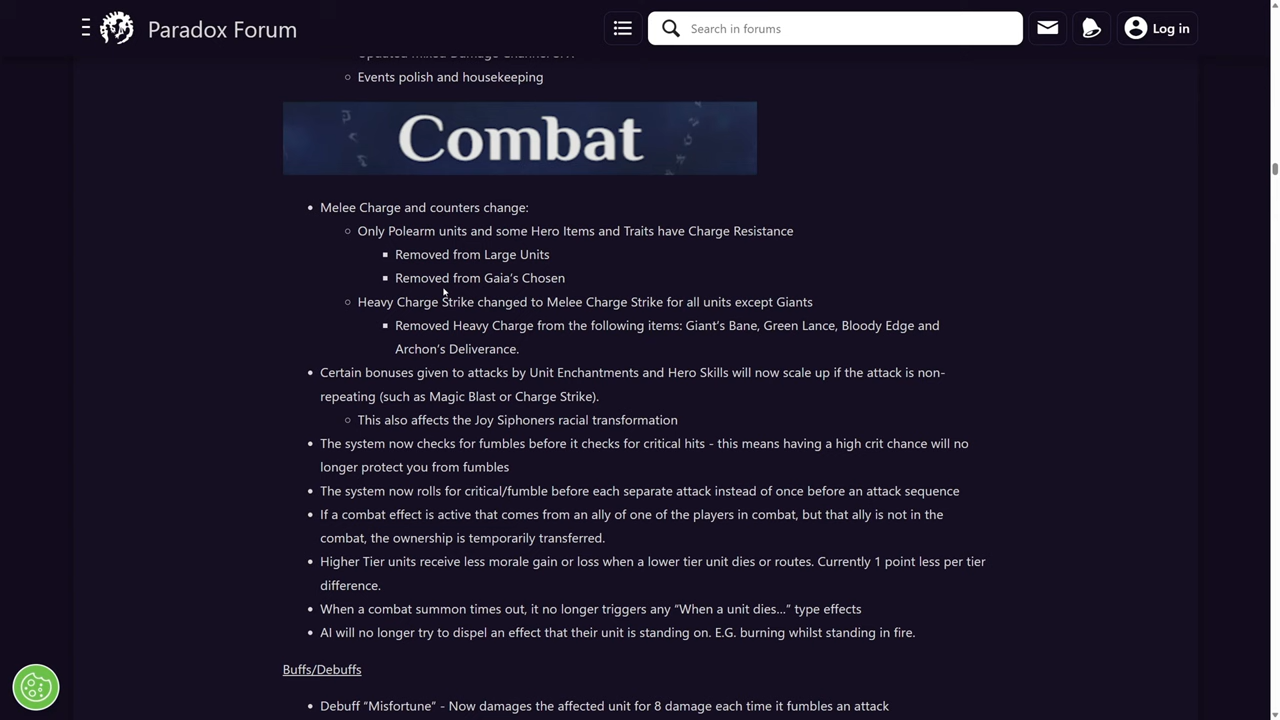 Paradox Forum
Search in forums
Log in
Events polish and housekeeping
Combat
Melee Charge and counters change:
Only Polearm units and some Hero Items and Traits have Charge Resistance
Removed from Large Units
Removed from Gaia’s Chosen
Heavy Charge Strike changed to Melee Charge Strike for all units except Giants
Removed Heavy Charge from the following items: Giant’s Bane, Green Lance, Bloody Edge and
Archon’s Deliverance.
Certain bonuses given to attacks by Unit Enchantments and Hero Skills will now scale up if the attack is non-
repeating (such as Magic Blast or Charge Strike).
This also affects the Joy Siphoners racial transformation
The system now checks for fumbles before it checks for critical hits - this means having a high crit chance will no
longer protect you from fumbles
The system now rolls for critical/fumble before each separate attack instead of once before an attack sequence
If a combat effect is active that comes from an ally of one of the players in combat, but that ally is not in the
combat, the ownership is temporarily transferred.
Higher Tier units receive less morale gain or loss when a lower tier unit dies or routes. Currently 1 point less per tier
difference.
When a combat summon times out, it no longer triggers any “When a unit dies...” type effects
AI will no longer try to dispel an effect that their unit is standing on. E.G. burning whilst standing in fire.
Buffs/Debuffs
Debuff “Misfortune” - Now damages the affected unit for 8 damage each time it fumbles an attack